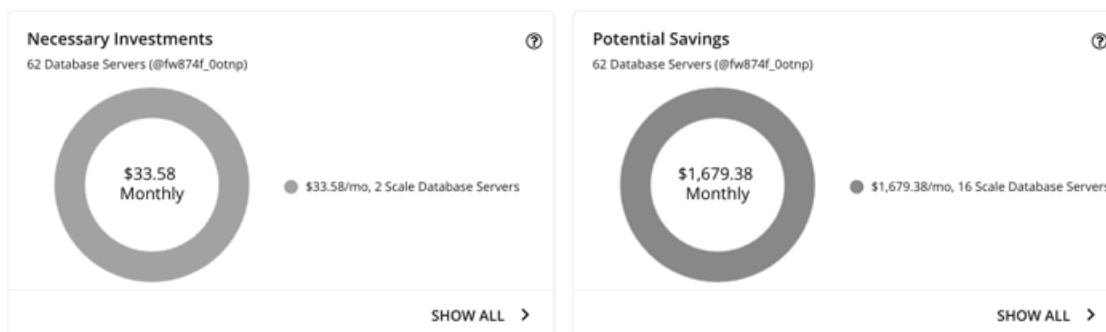 Necessary Investments
62 Database Servers (@fw874f_0otnp)
$33.58
Monthly
$33.58/mo, 2 Scale Database Servers
SHOW ALL
Potential Savings
62 Database Servers (@fw874f_0otnp)
$1,679.38
Monthly
$1,679.38/mo, 16 Scale Database Servers
SHOW ALL